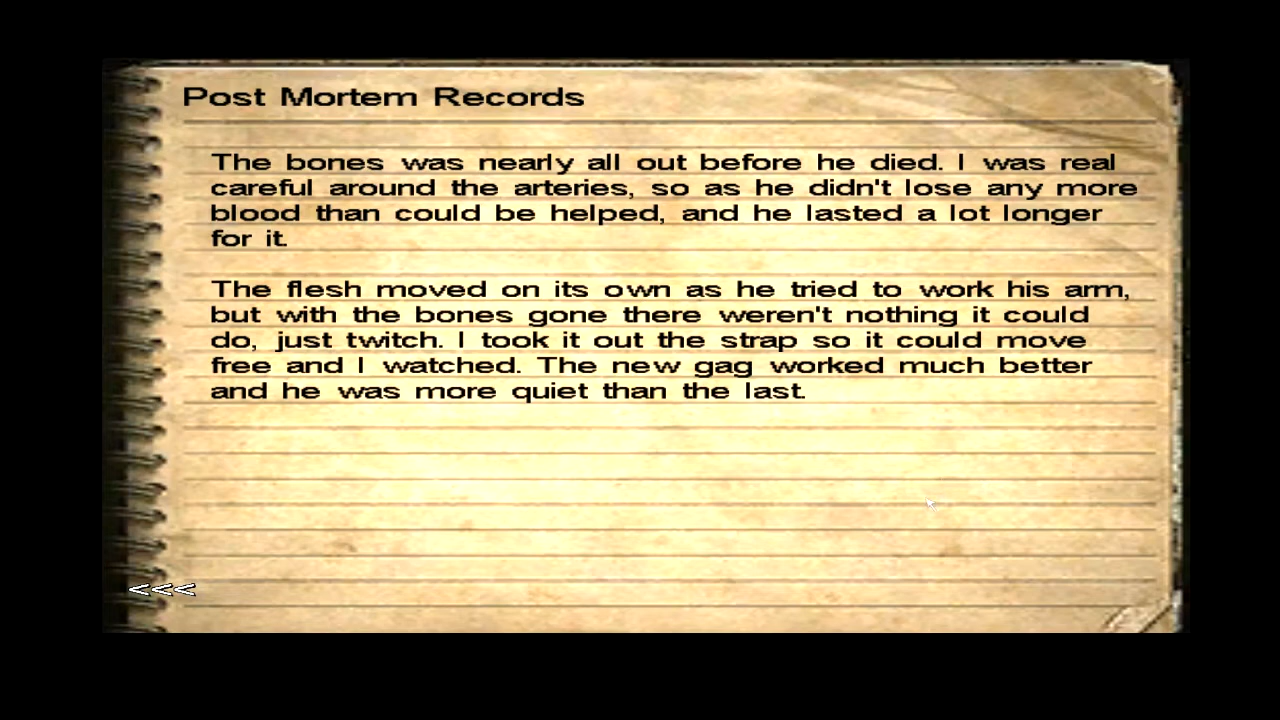 Post Mortem Records
The bones was nearly all out before he died. I was real
careful around the arteries, so as he didn't lose any more
blood than could be helped, and he lasted a lot longer
for it.
The flesh moved on its own as he tried to work his arm,
but with the bones gone there weren't nothing it could
do, just twitch. I took it out the strap so it could move
free and I watched. The new gag worked much better
and he was more quiet than the last.
<<<